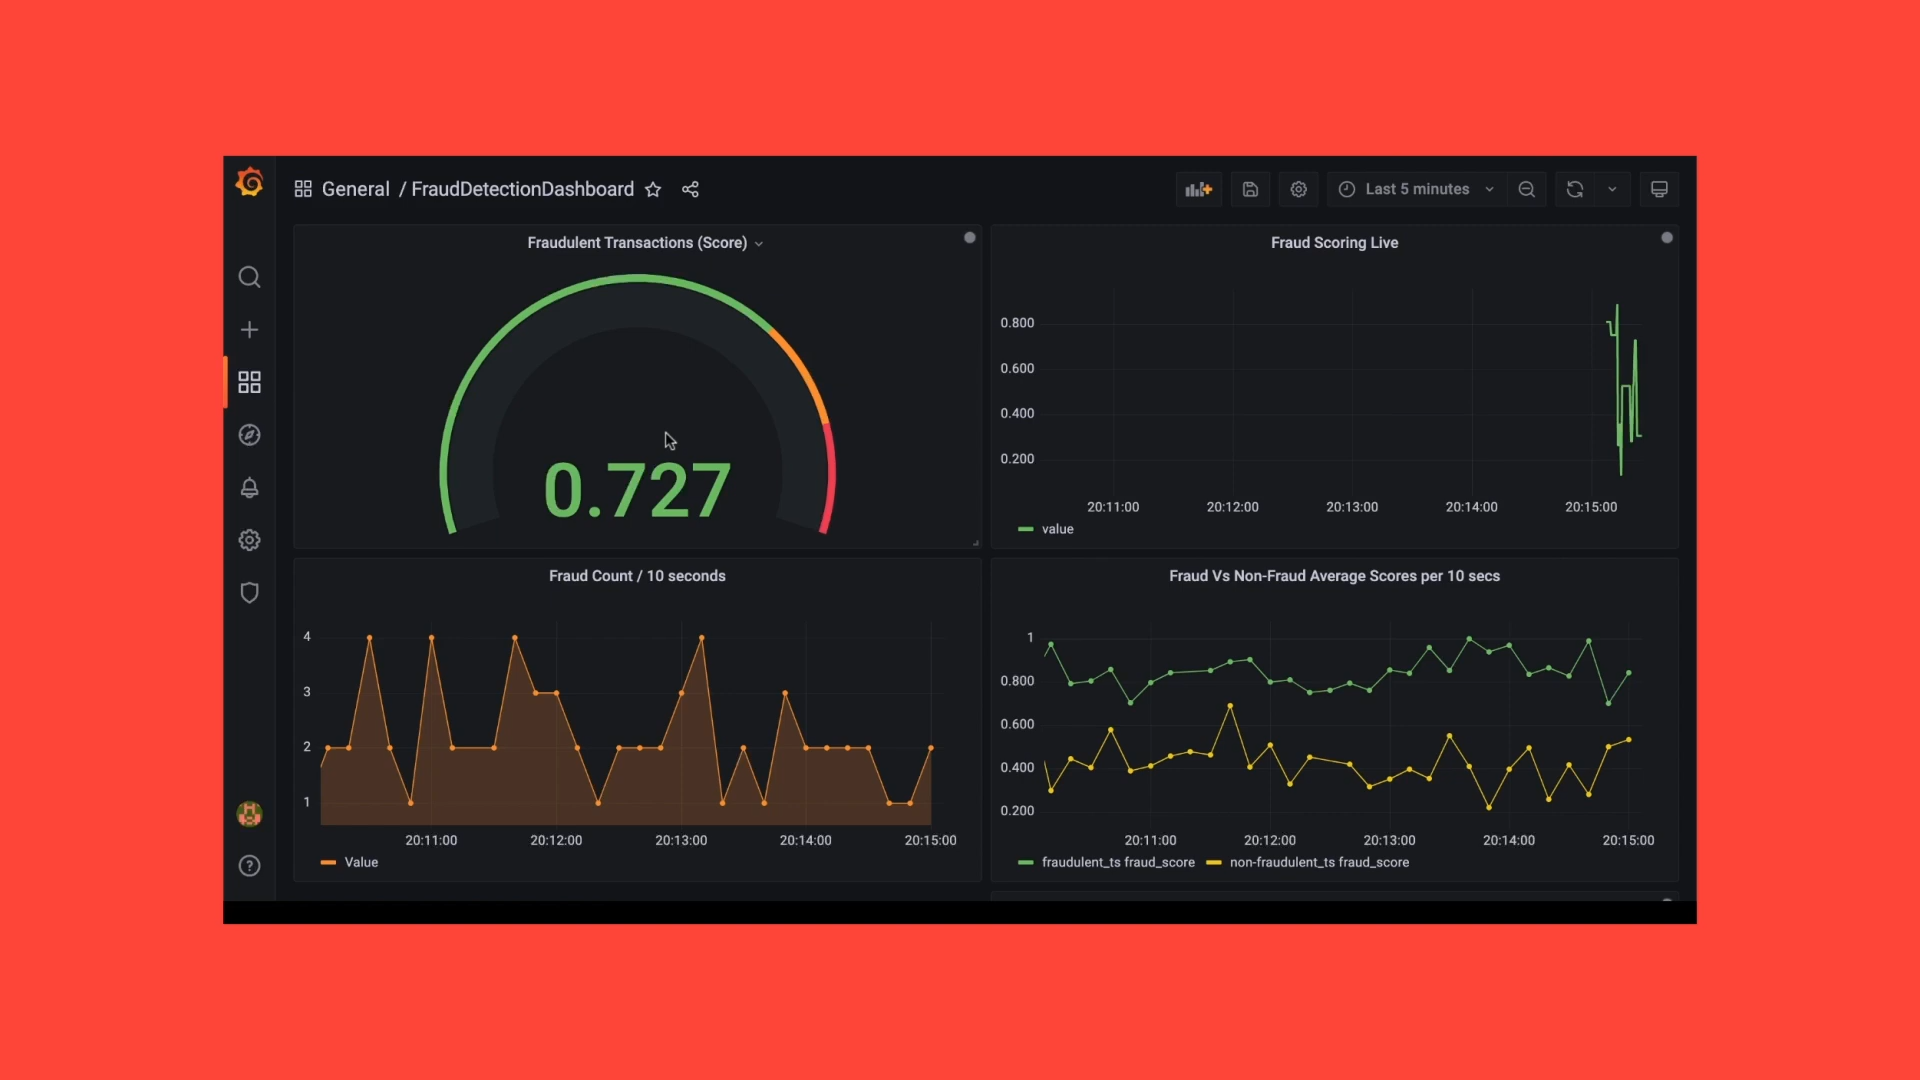 General / FraudDetectionDashboard
Last 5 minutes
Fraudulent Transactions (Score)
0.727
Fraud Scoring Live
0.800
0.600
0.400
0.200
20:11:00 20:12:00 20:13:00 20:14:00 20:15:00
value
Fraud Count / 10 seconds
4
3
2
1
20:11:00 20:12:00 20:13:00 20:14:00 20:15:00
Value
Fraud Vs Non-Fraud Average Scores per 10 secs
1
0.800
0.600
0.400
0.200
20:11:00 20:12:00 20:13:00 20:14:00 20:15:00
fraudulent_ts fraud_score non-fraudulent_ts fraud_score